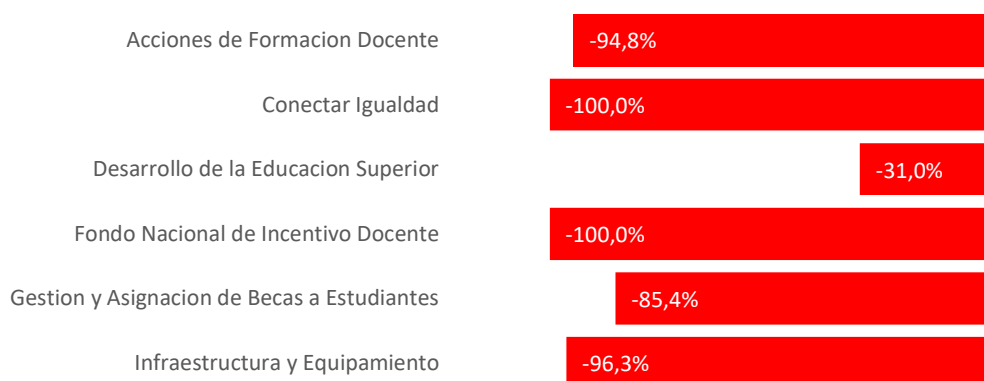 Acciones de Formacion Docente -94,8%
Conectar Igualdad -100,0%
Desarrollo de la Educacion Superior -31,0%
Fondo Nacional de Incentivo Docente -100,0%
Gestion y Asignacion de Becas a Estudiantes -85,4%
Infraestructura y Equipamiento -96,3%